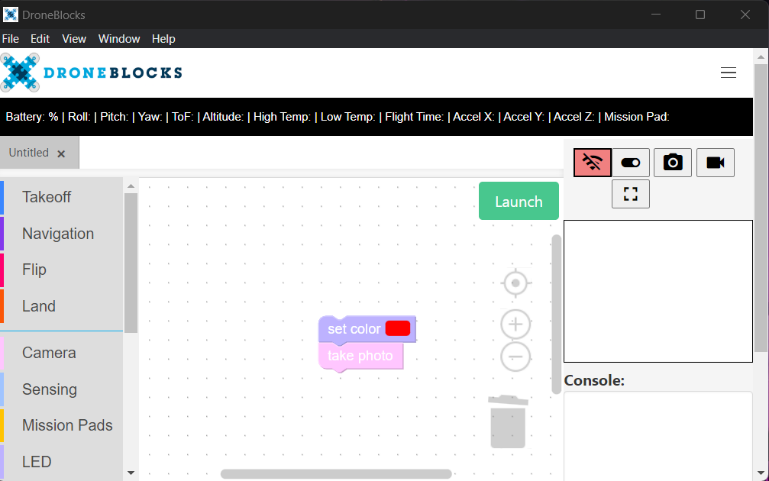 DroneBlocks
File Edit View Window Help
DRONEBLOCKS
Battery: % | Roll: | Pitch: | Yaw: | ToF: | Altitude: | High Temp: | Low Temp: | Flight Time: | Accel X: | Accel Y: | Accel Z: | Mission Pad:
Untitled x
Takeoff
Launch
Navigation
Flip
Land
set color
take photo
Camera
Sensing
Mission Pads
LED
Console: